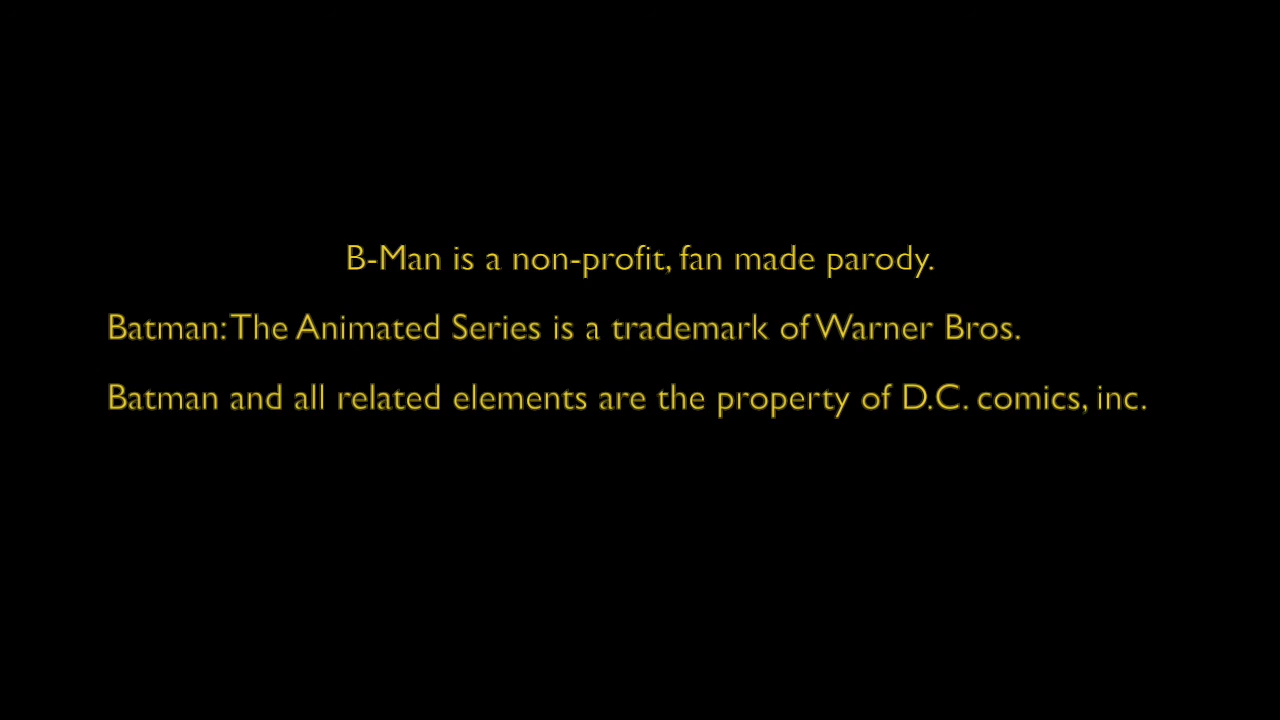 B-Man is a non-profit, fan made parody.
Batman: The Animated Series is a trademark of Warner Bros.
Batman and all related elements are the property of D.C. comics, inc.